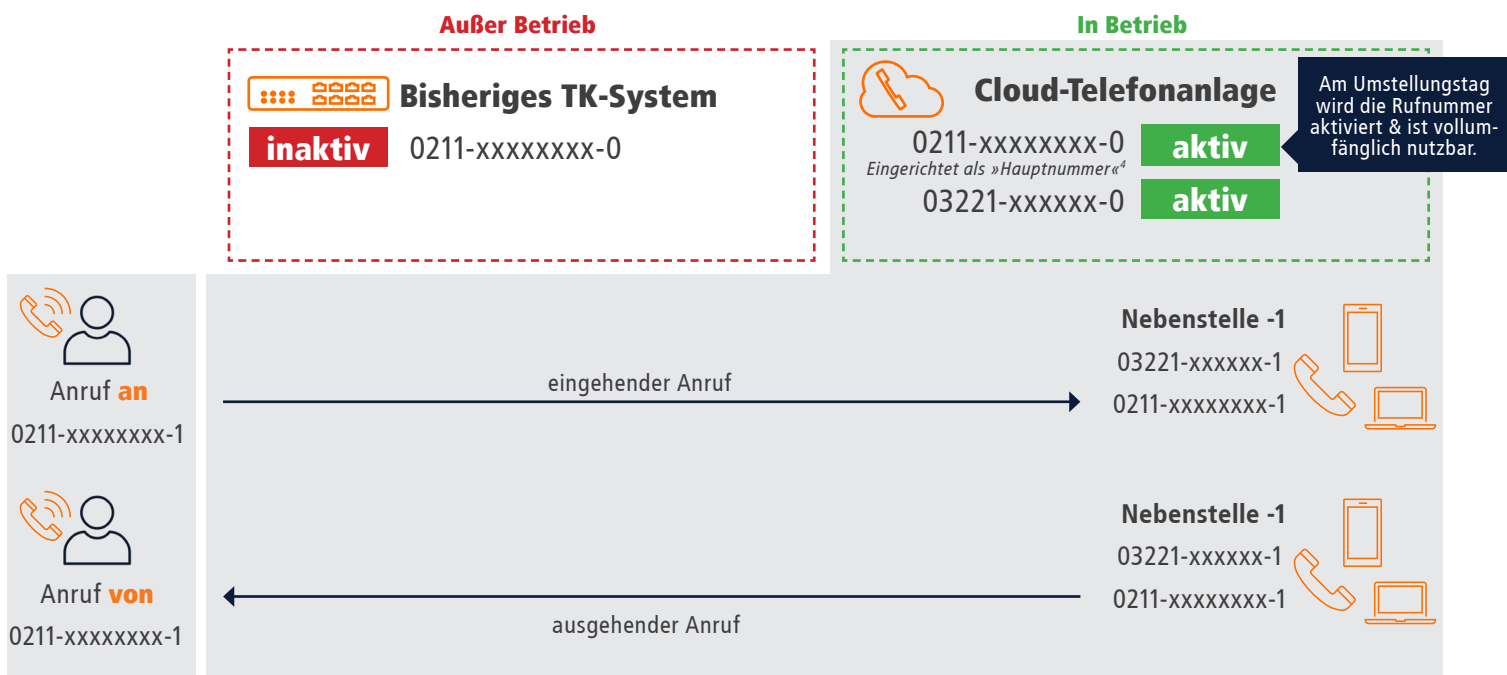 Außer Betrieb
In Betrieb
Bisheriges TK-System
inaktiv 0211-xxxxxxxx-0
Cloud-Telefonanlage
0211-xxxxxxxx-0 aktiv
Eingerichtet als »Hauptnummer«⁴
03221-xxxxxx-0 aktiv
Am Umstellungstag
wird die Rufnummer
aktiviert & ist vollum-
fänglich nutzbar.
Anruf an
0211-xxxxxxxx-1
eingehender Anruf
Nebenstelle -1
03221-xxxxxx-1
0211-xxxxxxxx-1
Anruf von
0211-xxxxxxxx-1
ausgehender Anruf
Nebenstelle -1
03221-xxxxxx-1
0211-xxxxxxxx-1